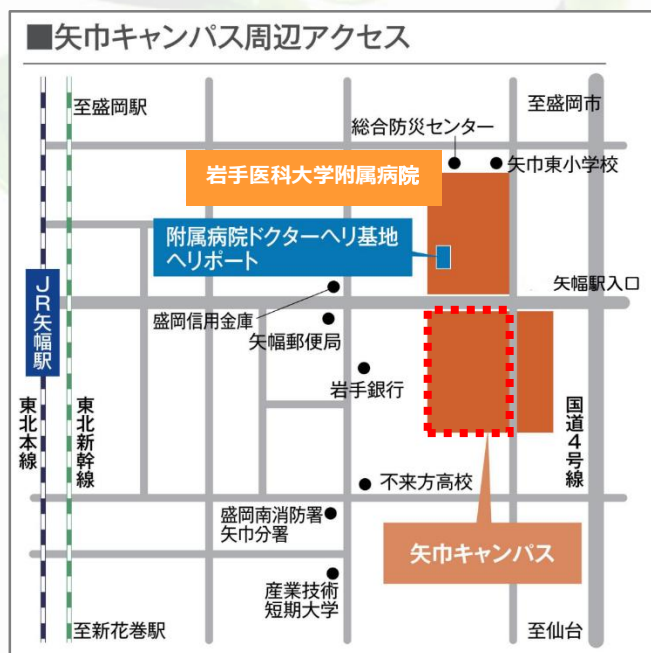 ■矢巾キャンパス周辺アクセス
至盛岡駅
至盛岡市
総合防災センター
矢巾東小学校
岩手医科大学附属病院
附属病院ドクターヘリ基地
ヘリポート
矢幅駅入口
JR矢幅駅
盛岡信用金庫
矢幅郵便局
岩手銀行
東北本線
東北新幹線
国道4号線
不来方高校
盛岡南消防署
矢巾分署
矢巾キャンパス
産業技術
短期大学
至新花巻駅
至仙台